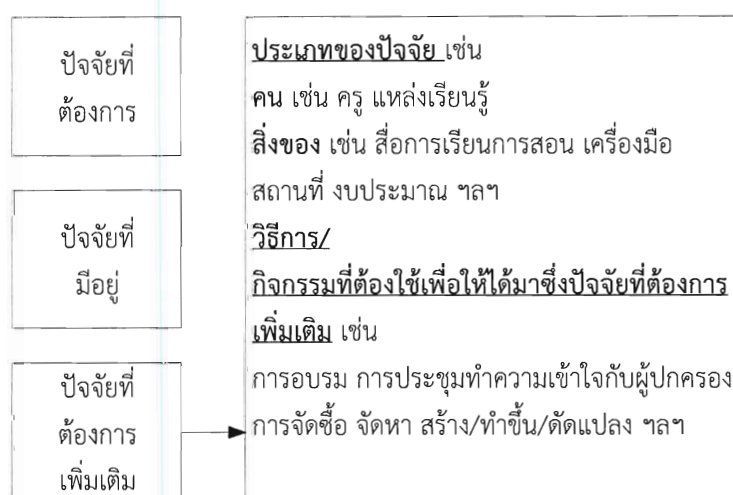 ปัจจัยที่
ต้องการ
ปัจจัยที่
มีอยู่
ปัจจัยที่
ต้องการ
เพิ่มเติม
ประเภทของปัจจัย เช่น
คน เช่น ครู แหล่งเรียนรู้
สิ่งของ เช่น สื่อการเรียนการสอน เครื่องมือ
สถานที่ งบประมาณ ฯลฯ
วิธีการ/
กิจกรรมที่ต้องใช้เพื่อให้ได้มาซึ่งปัจจัยที่ต้องการ
เพิ่มเติม เช่น
การอบรม การประชุมทำความเข้าใจกับผู้ปกครอง
การจัดซื้อ จัดหา สร้าง/ทำขึ้น/ดัดแปลง ฯลฯ